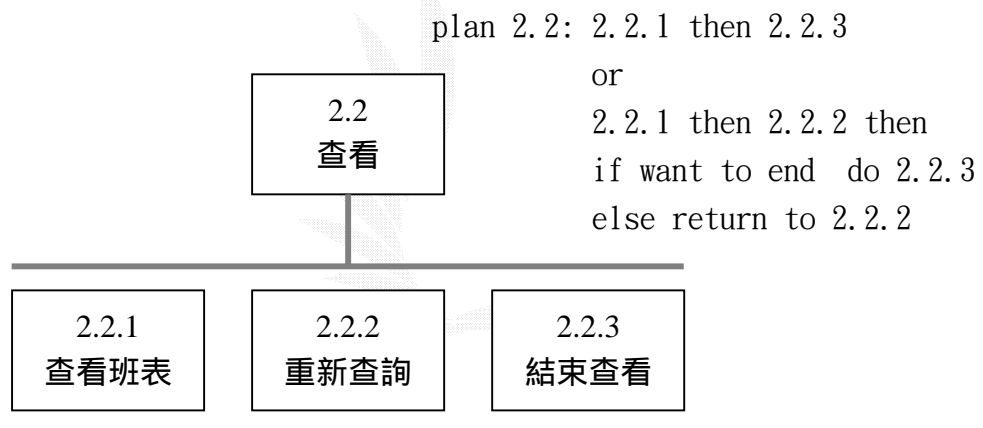 plan 2.2: 2.2.1 then 2.2.3
or
2.2.1 then 2.2.2 then
if want to end do 2.2.3
else return to 2.2.2
2.2
查看
2.2.1
查看班表
2.2.2
重新查詢
2.2.3
結束查看